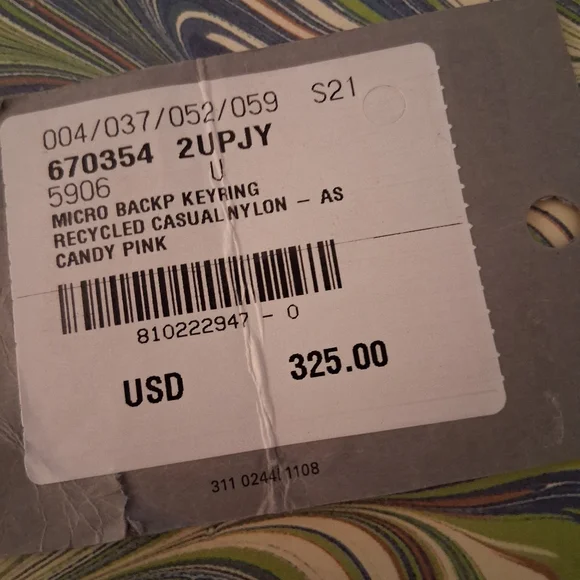 004/037/052/059 S21
670354 2UPJY
5906 U
MICRO BACKP KEYRING
RECYCLED CASUAL NYLON - AS
CANDY PINK
810222947 - 0
USD 325.00
311 0244 1108